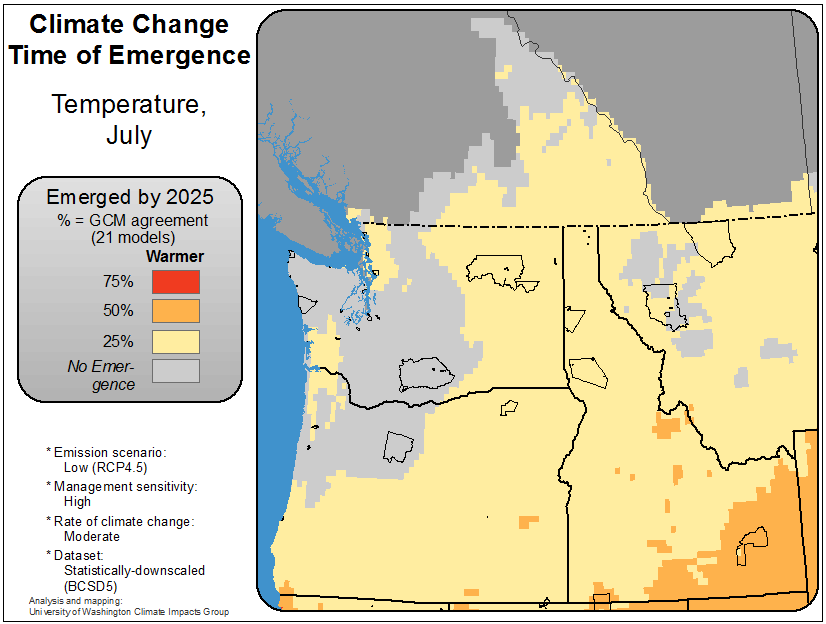 Climate Change
Time of Emergence
Temperature,
July
Emerged by 2025
% = GCM agreement
(21 models)
Warmer
75%
50%
25%
No Emer-
gence
* Emission scenario:
Low (RCP4.5)
* Management sensitivity:
High
* Rate of climate change:
Moderate
* Dataset:
Statistically-downscaled
(BCSD5)
Analysis and mapping:
University of Washington Climate Impacts Group